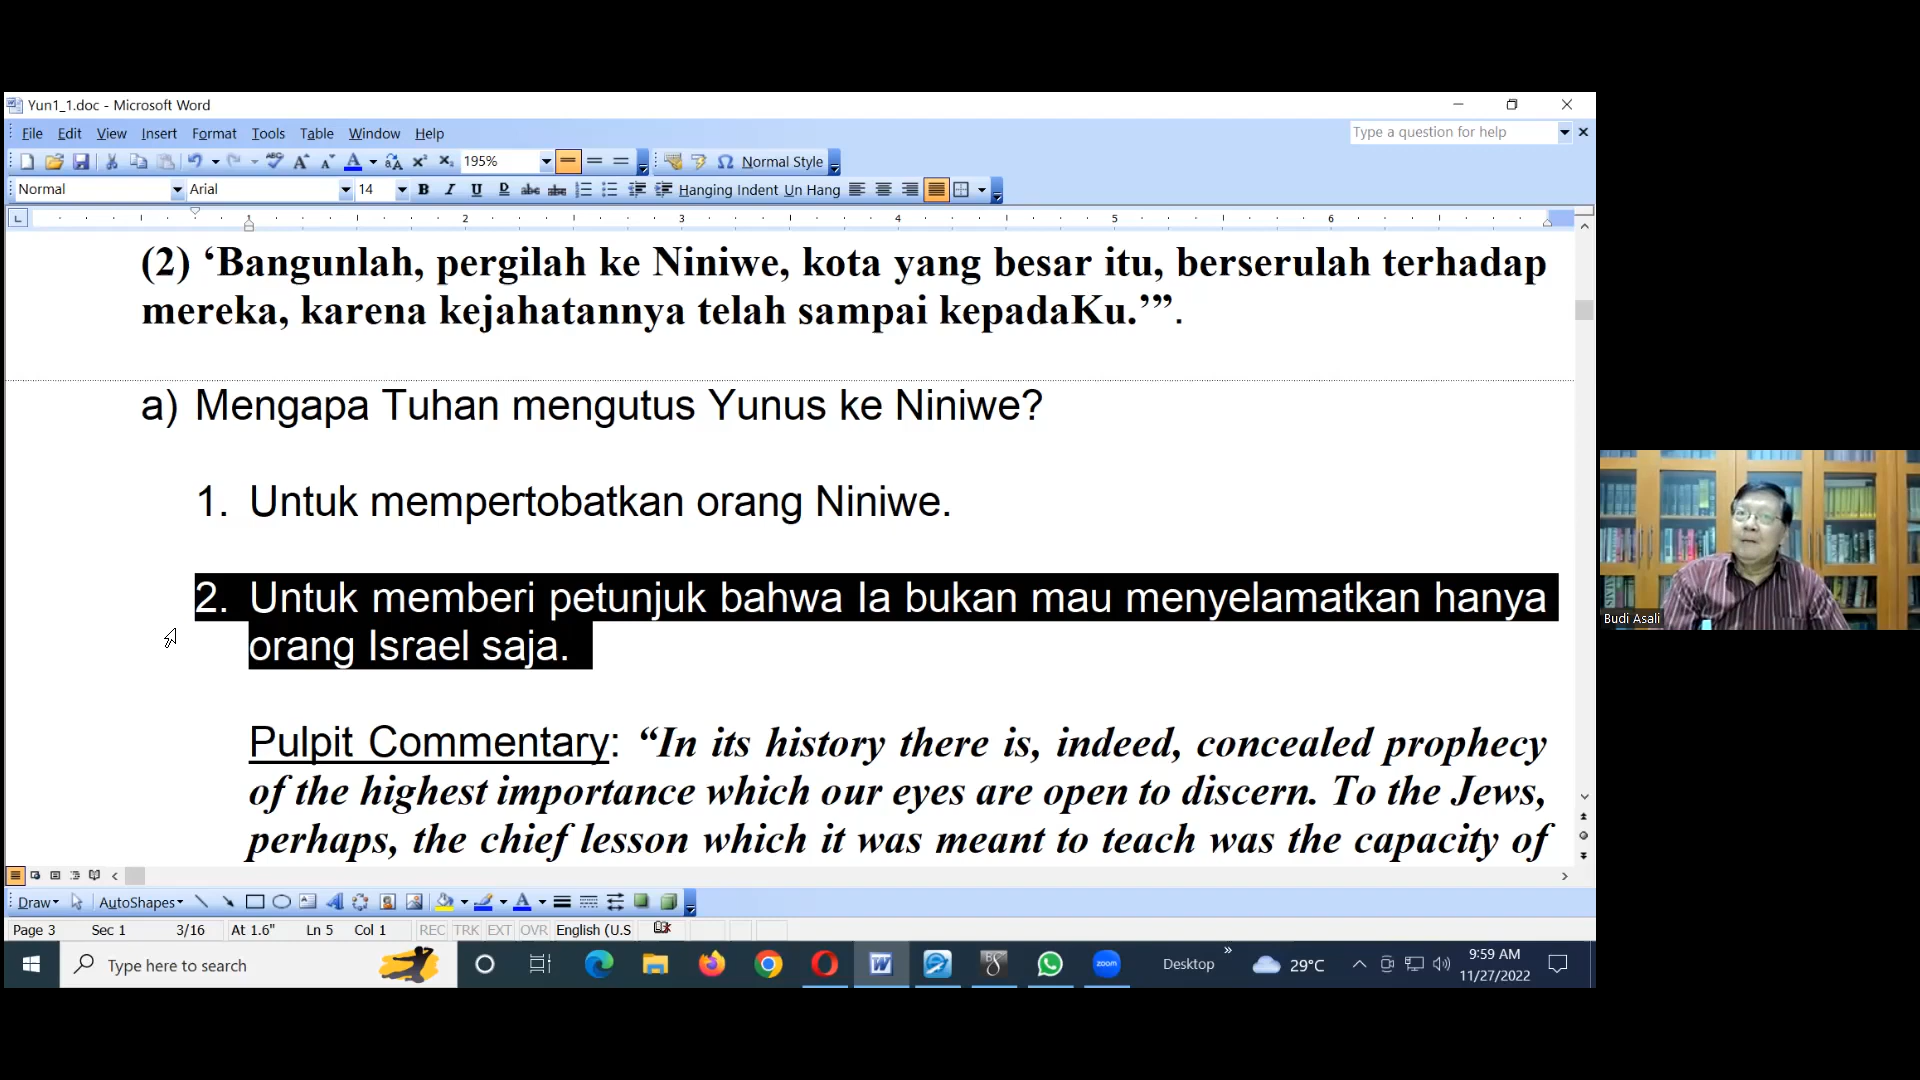 Yun1_1.doc - Microsoft Word
File Edit View Insert Format Tools Table Window Help
Type a question for help
195%
Normal Style
Normal
Arial
14
Hanging Indent Un Hang
1 2 3 4 5 6
(2) ‘Bangunlah, pergilah ke Niniwe, kota yang besar itu, berserulah terhadap
mereka, karena kejahatannya telah sampai kepadaKu.’”.
a) Mengapa Tuhan mengutus Yunus ke Niniwe?
1. Untuk mempertobatkan orang Niniwe.
2. Untuk memberi petunjuk bahwa Ia bukan mau menyelamatkan hanya
orang Israel saja.
Pulpit Commentary: “In its history there is, indeed, concealed prophecy
of the highest importance which our eyes are open to discern. To the Jews,
perhaps, the chief lesson which it was meant to teach was the capacity of
Budi Asali
Draw AutoShapes
Page 3 Sec 1 3/16 At 1.6" Ln 5 Col 1 REC TRK EXT OVR English (U.S
Type here to search
zoom
Desktop
29°C
9:59 AM
11/27/2022